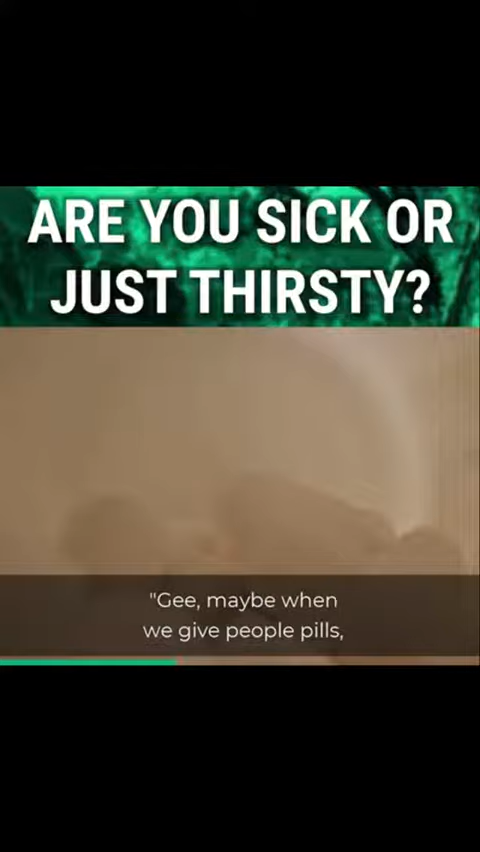 ARE YOU SICK OR
JUST THIRSTY?
"Gee, maybe when
we give people pills,